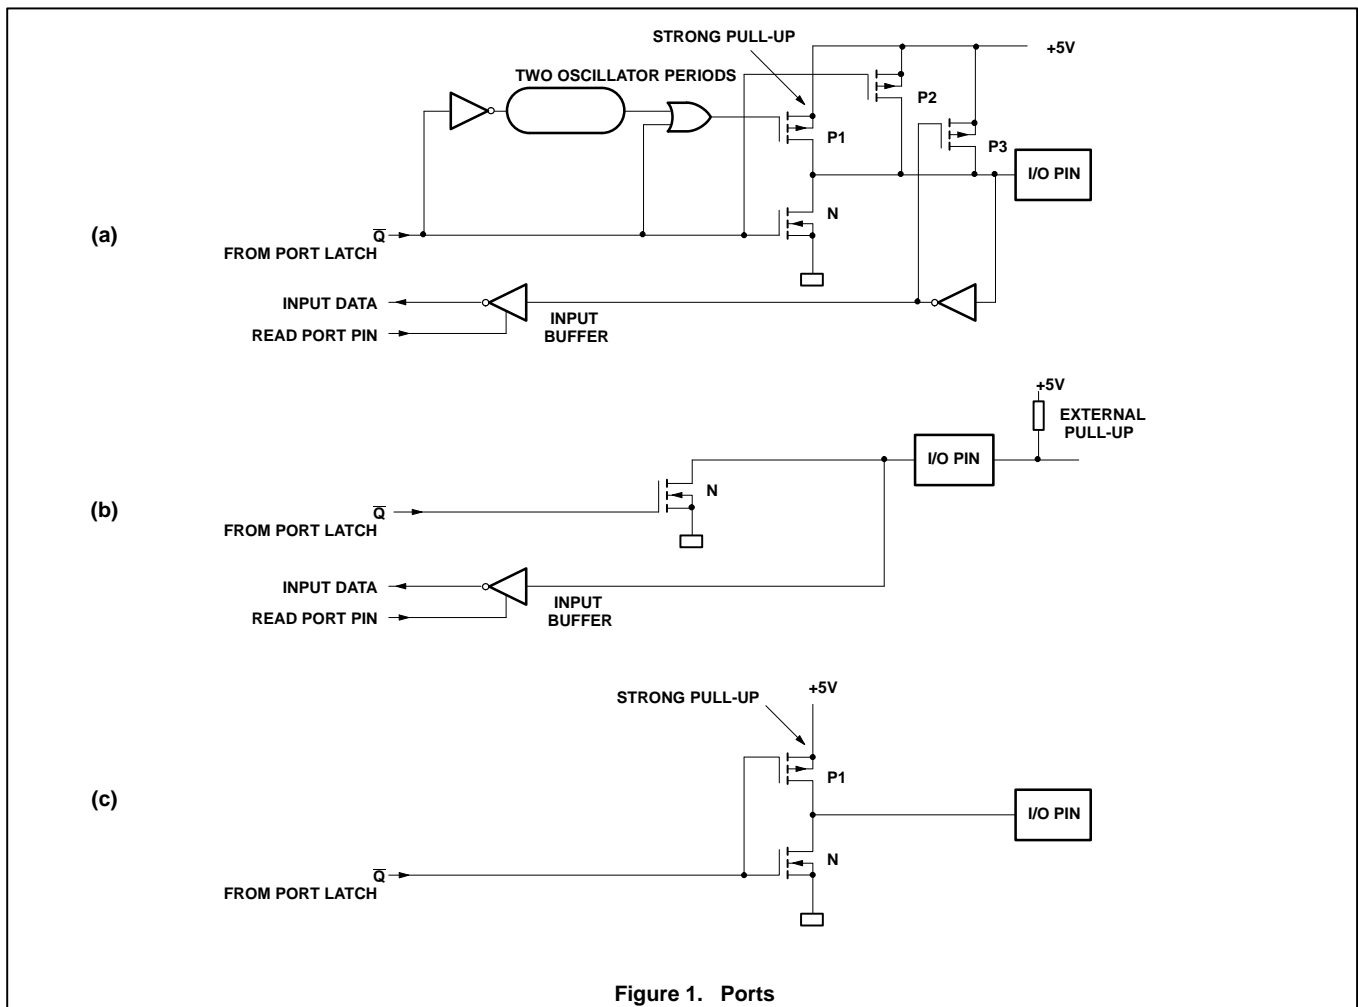 STRONG PULL-UP
+5V
TWO OSCILLATOR PERIODS
P2
P1
P3
I/O PIN
N
(a)
Q̅
FROM PORT LATCH
INPUT DATA
INPUT
BUFFER
READ PORT PIN
+5V
EXTERNAL
PULL-UP
I/O PIN
N
(b)
Q̅
FROM PORT LATCH
INPUT DATA
INPUT
BUFFER
READ PORT PIN
+5V
STRONG PULL-UP
P1
(c)
I/O PIN
N
Q̅
FROM PORT LATCH
Figure 1. Ports